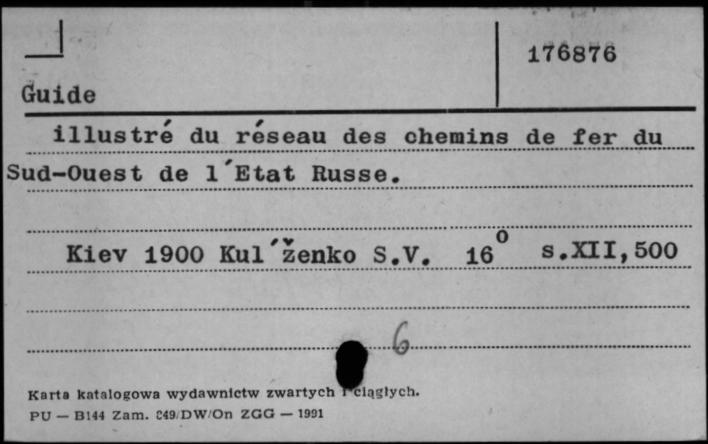 176876
Guide
illustré du réseau des chemins de fer du
Sud-Ouest de l'Etat Russe.
Kiev 1900 Kul'ženko S.V. 16° s.XII,500
6
Karta katalogowa wydawnictw zwartych i ciągłych.
PU — B144 Zam. 249/DW/On ZGG — 1991